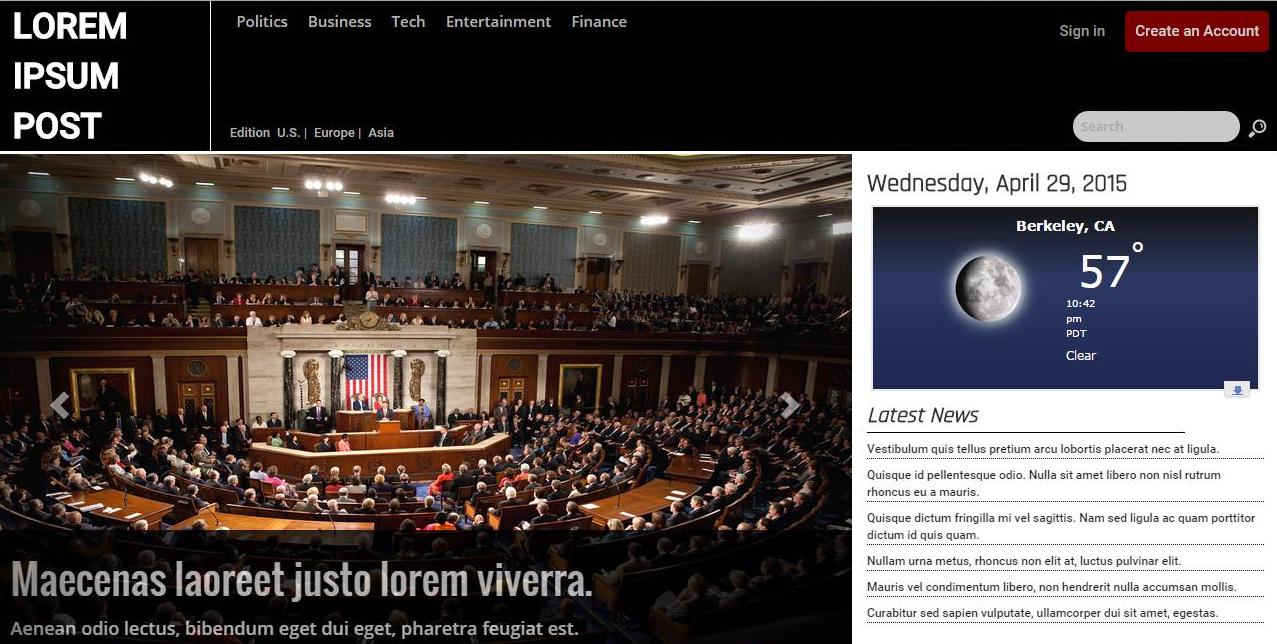 LOREM
IPSUM
POST
Politics Business Tech Entertainment Finance
Sign in
Create an Account
Edition U.S. | Europe | Asia
Search
Wednesday, April 29, 2015
Berkeley, CA
57°
10:42
pm
PDT
Clear
Latest News
Vestibulum quis tellus pretium arcu lobortis placerat nec at ligula.
Quisque id pellentesque odio. Nulla sit amet libero non nisl rutrum
rhoncus eu a mauris.
Quisque dictum fringilla mi vel sagittis. Nam sed ligula ac quam porttitor
dictum id quis quam.
Nullam urna metus, rhoncus non elit at, luctus pulvinar elit.
Mauris vel condimentum libero, non hendrerit nulla accumsan mollis.
Curabitur sed sapien vulputate, ullamcorper dui sit amet, egestas.
Maecenas laoreet justo lorem viverra.
Aenean odio lectus, bibendum eget dui eget, pharetra feugiat est.